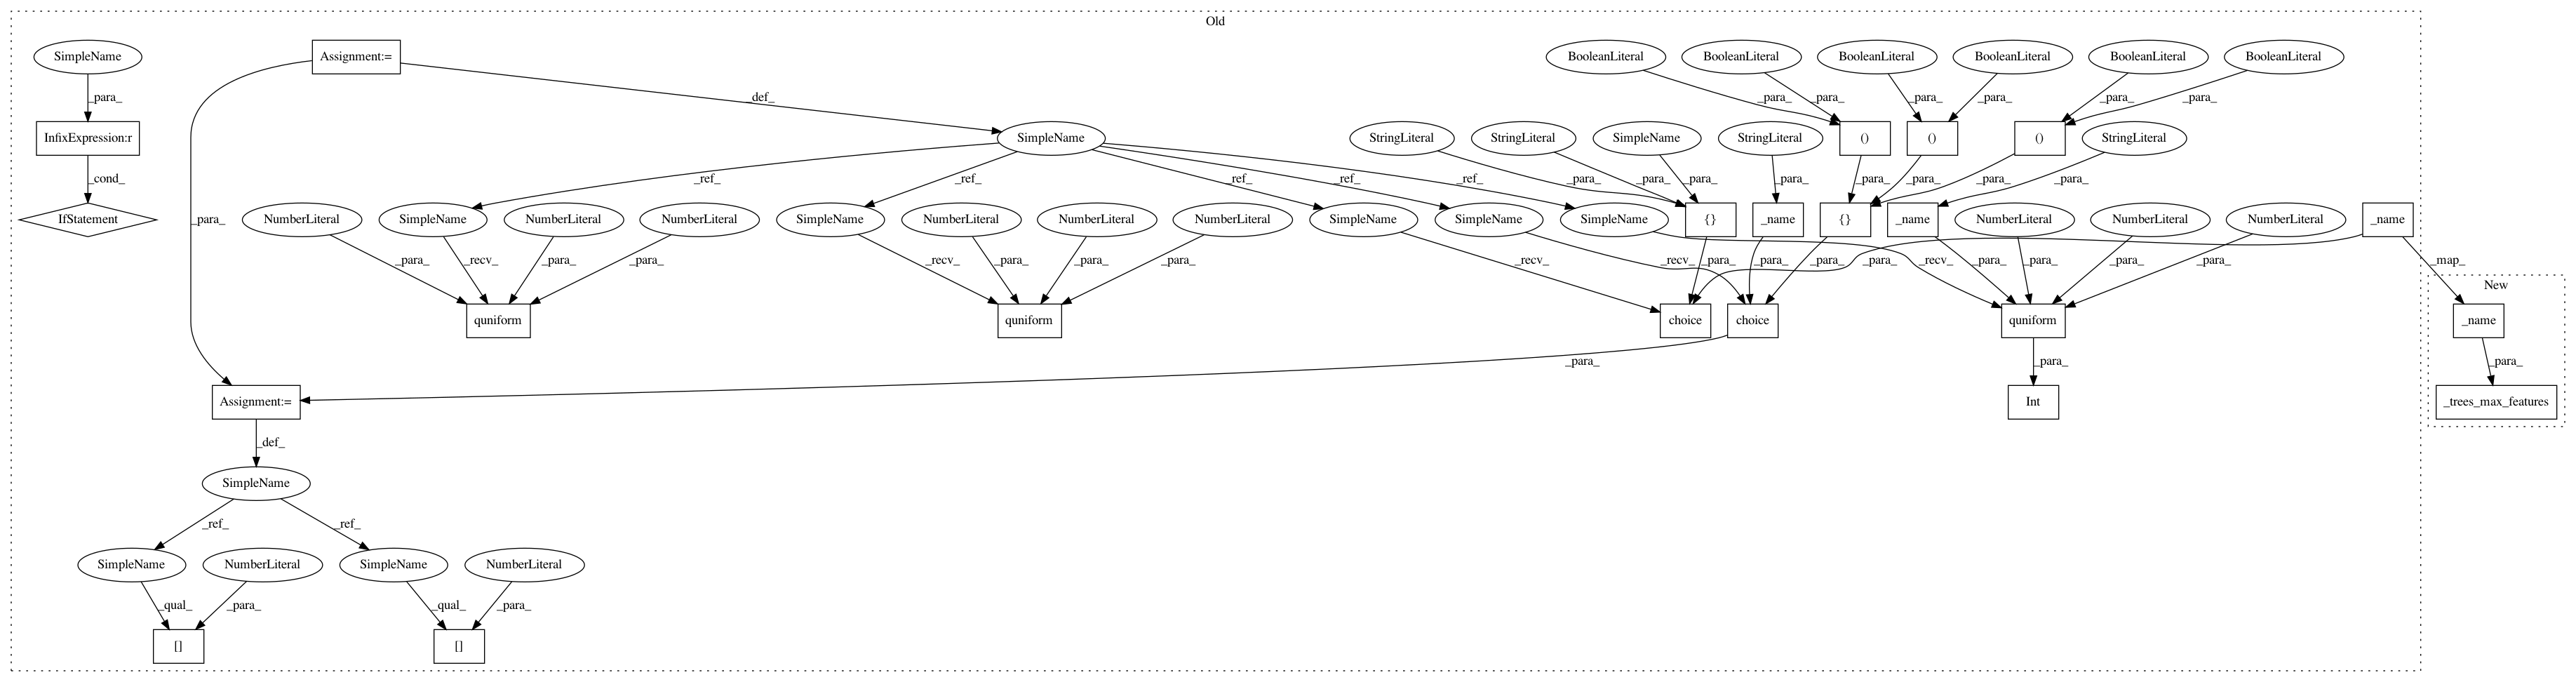 Old
SimpleName
Assignment:=
BooleanLiteral
BooleanLiteral
BooleanLiteral
BooleanLiteral
BooleanLiteral
BooleanLiteral
_para_
_def_
_para_
_para_
_para_
_para_
_para_
_para_
InfixExpression:r
SimpleName
StringLiteral
StringLiteral
SimpleName
StringLiteral
()
()
()
StringLiteral
_cond_
_ref_
_ref_
_ref_
_ref_
_ref_
_para_
_para_
_para_
_para_
_para_
_para_
_para_
_para_
IfStatement
_para_
NumberLiteral
SimpleName
NumberLiteral
NumberLiteral
SimpleName
NumberLiteral
NumberLiteral
NumberLiteral
SimpleName
SimpleName
SimpleName
{}
_name
{}
_name
NumberLiteral
NumberLiteral
NumberLiteral
_name
_para_
_recv_
_para_
_para_
_recv_
_para_
_para_
_para_
_recv_
_recv_
_para_
_para_
_para_
_para_
_recv_
_para_
_para_
_para_
_para_
_map_
New
quniform
quniform
choice
choice
quniform
_name
_para_
_para_
_para_
Assignment:=
Int
_trees_max_features
_def_
SimpleName
_ref_
_ref_
SimpleName
NumberLiteral
SimpleName
NumberLiteral
_qual_
_para_
_qual_
_para_
[]
[]